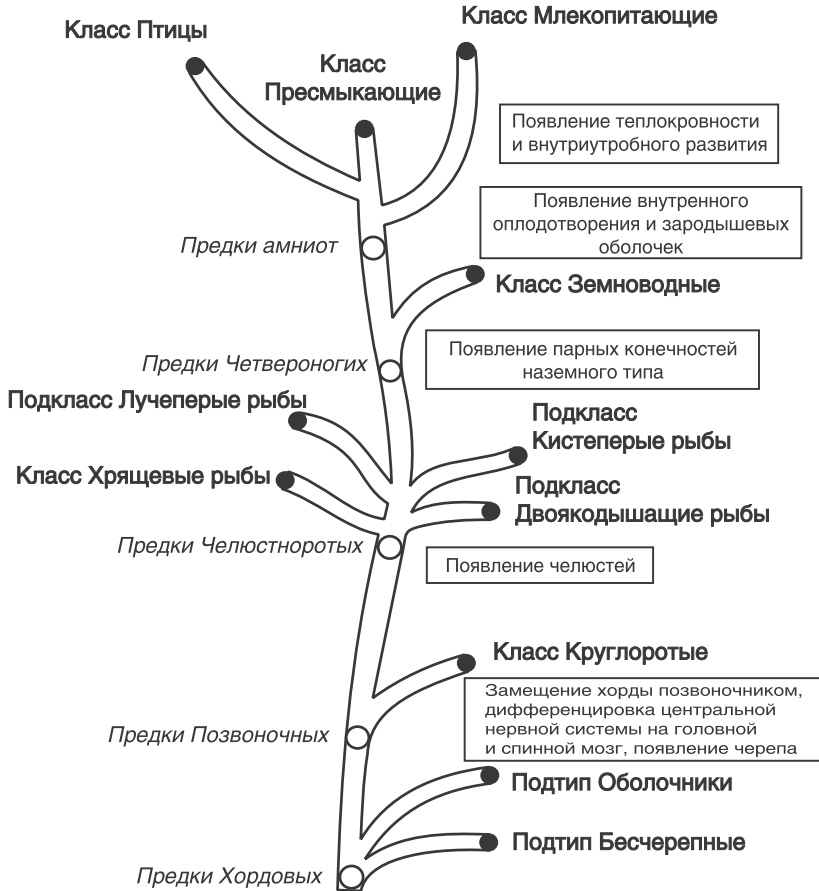 Класс Млекопитающие
Класс Птицы
Класс
Пресмыкающие
Появление теплокровности
и внутриутробного развития
Появление внутренного
оплодотворения и зародышевых
оболочек
Предки амниот
Класс Земноводные
Появление парных конечностей
наземного типа
Предки Четвероногих
Подкласс Лучеперые рыбы
Подкласс
Кистеперые рыбы
Класс Хрящевые рыбы
Подкласс
Двоякодышащие рыбы
Предки Челюстноротых
Появление челюстей
Класс Круглоротые
Замещение хорды позвоночником,
дифференцировка центральной
нервной системы на головной
и спинной мозг, появление черепа
Предки Позвоночных
Подтип Оболочники
Подтип Бесчерепные
Предки Хордовых